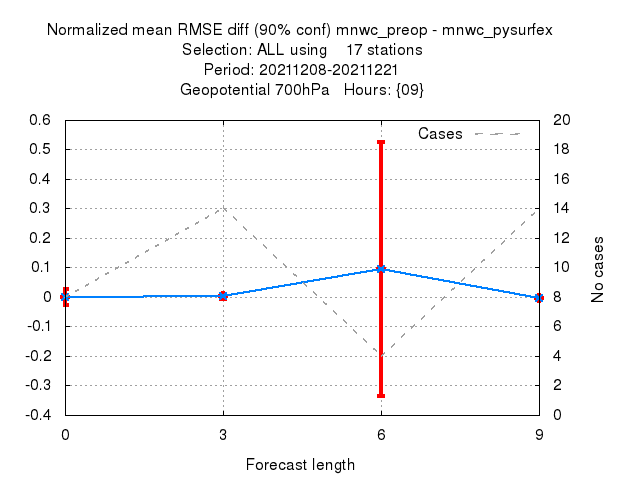 Normalized mean RMSE diff (90% conf) mnwc_preop - mnwc_pysurfex
Selection: ALL using 17 stations
Period: 20211208-20211221
Geopotential 700hPa Hours: {09}
Cases
0.6
0.5
0.4
0.3
0.2
0.1
0
-0.1
-0.2
-0.3
-0.4
20
18
16
14
12
10
8
6
4
2
0
No cases
0 3 6 9
Forecast length